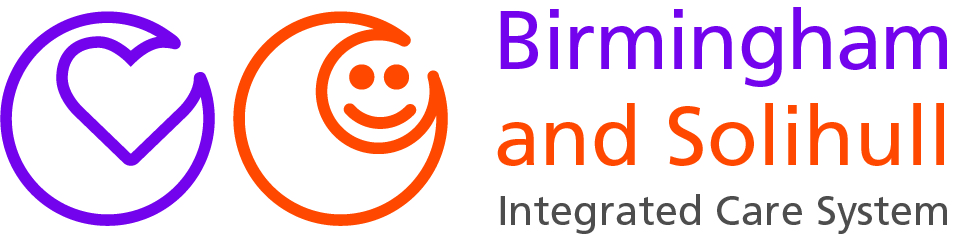 Birmingham
and Solihull
Integrated Care System